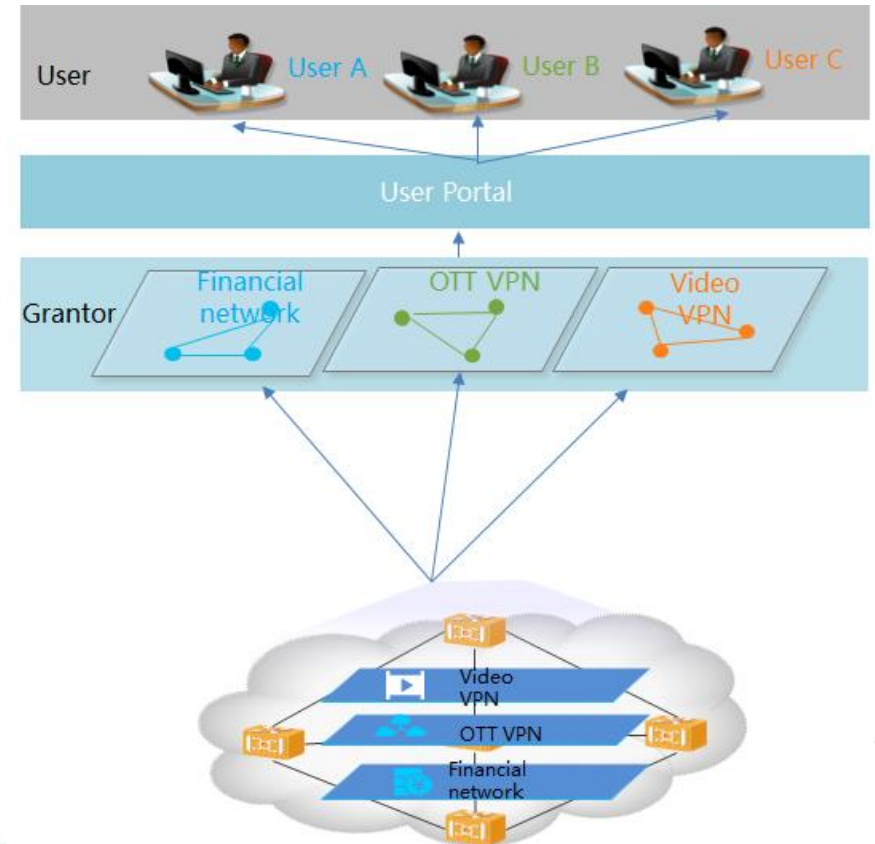 User
User A
User B
User C
User Portal
Grantor
Financial
network
OTT VPN
Video
VPN
Video
VPN
OTT VPN
Financial
network